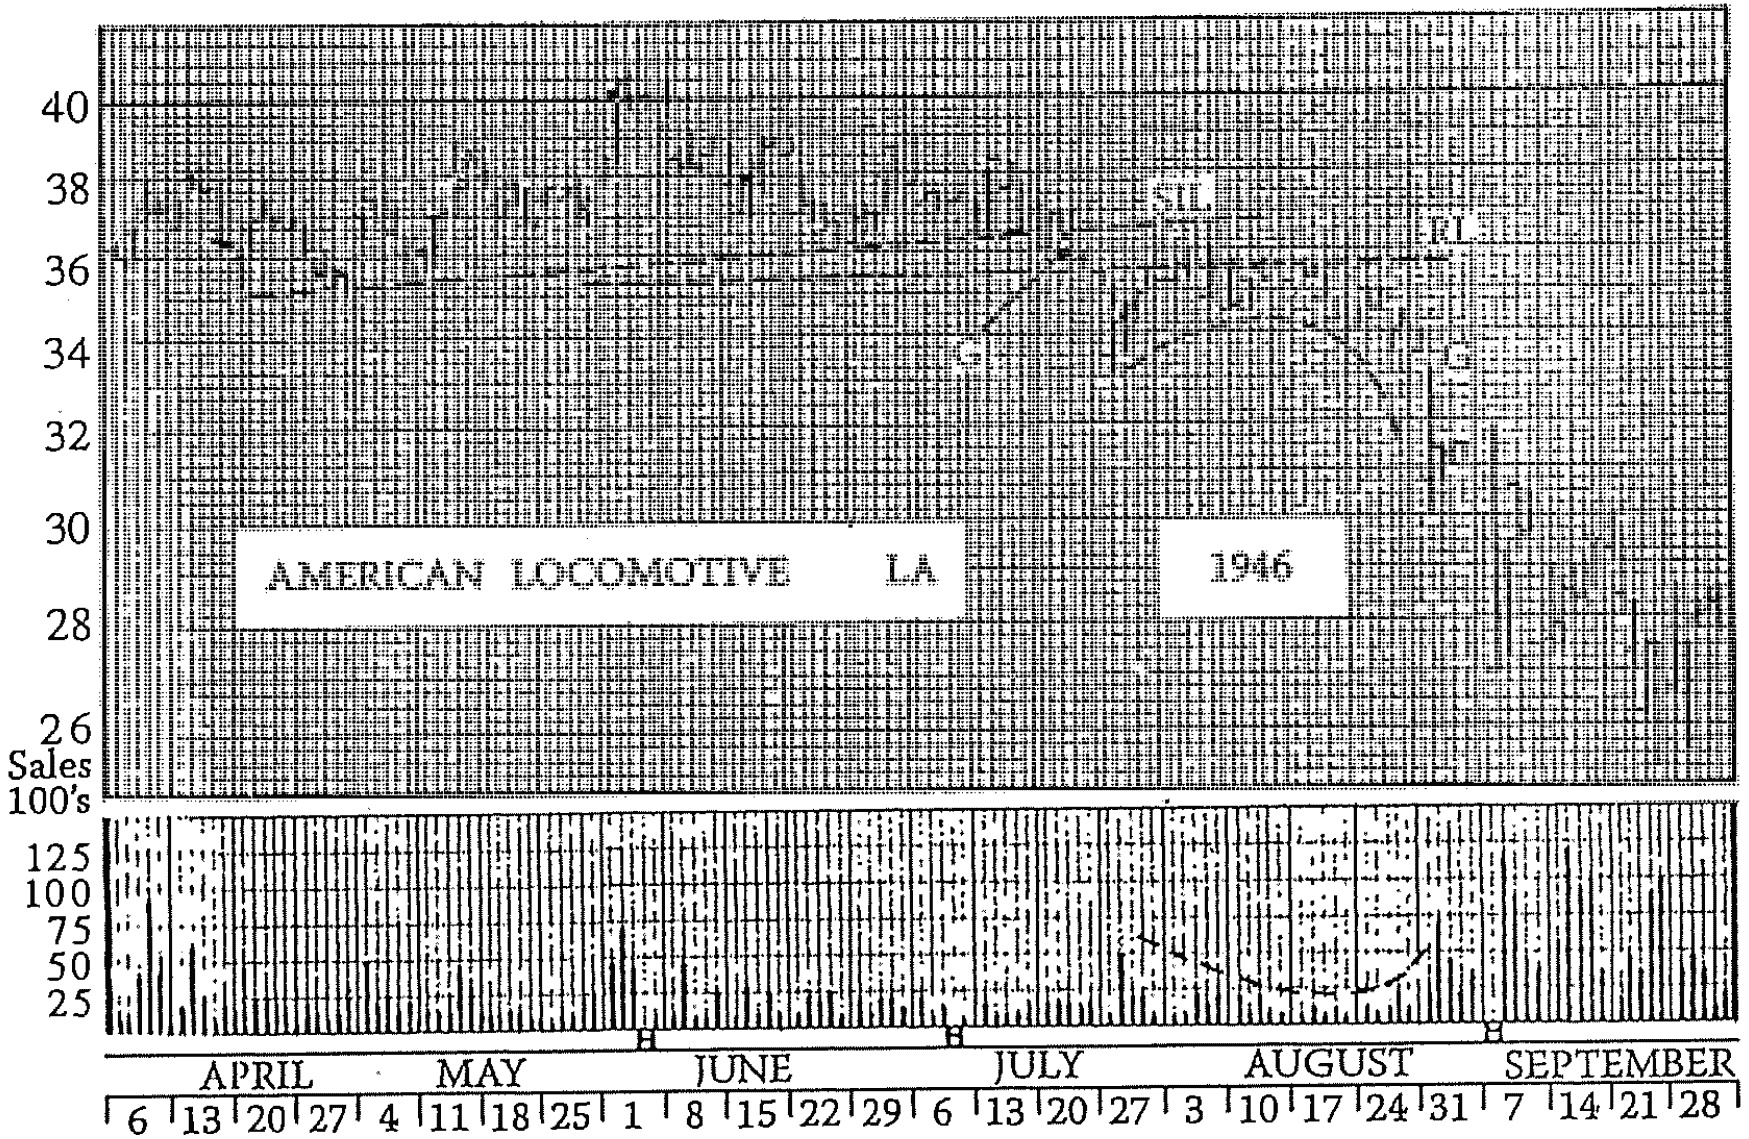 40
38
SIL
RT
36
34
G
G
32
30
AMERICAN LOCOMOTIVE LA 1946
28
26
Sales
100's
125
100
75
50
25
H H H
APRIL MAY JUNE JULY AUGUST SEPTEMBER
6 13 20 27 4 11 18 25 1 8 15 22 29 6 13 20 27 3 10 17 24 31 7 14 21 28